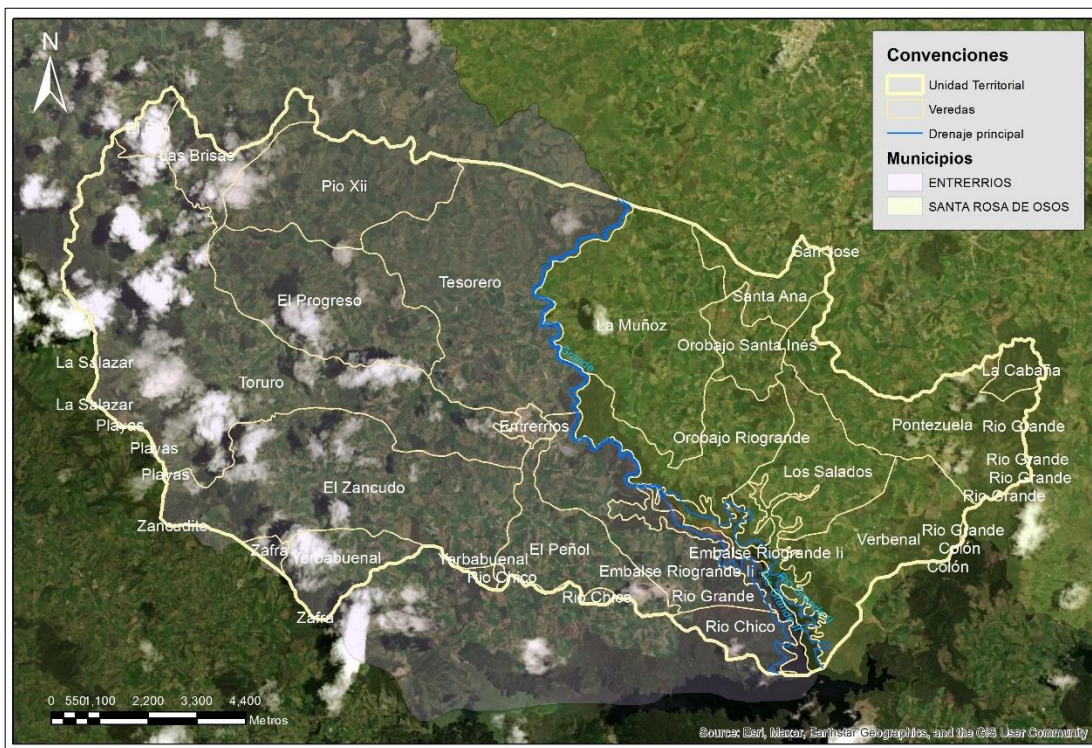 N
Convenciones
Unidad Territorial
Veredas
Drenaje principal
Municipios
ENTRERRIOS
SANTA ROSA DE OSOS
Las Brisas
Pio Xii
San Jose
Tesorero
Santa Ana
El Progreso
La Muñoz
Orobajo Santa Inés
Grande
La Salazar
La Cabaña
Toruro
La Salazar
Playas
Entrerrios
Pontezuela
Rio Grande
Orobajo Riogrande
Playas
Rio Grande
Playas
Los Salados
Rio Grande
El Zancudo
Rio Grande
Zancudito
Rio Grande
Verbenal
Zafra
Yerbabuenal
Yerbabuenal
El Peñol
Embalse Riogrande Ii
Colón
Colón
Rio Chico
Embalse Riogrande Ii
Rio Chico
Rio Grande
Zafra
Rio Chico
0 550 1,100 2,200 3,300 4,400
Metros
Source: Esri, Maxar, Earthstar Geographics, and the GIS User Community